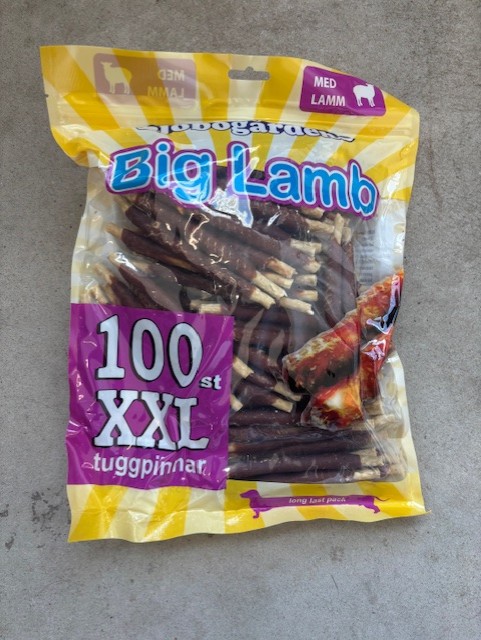 MED
LAMM
MED
LAMM
Big Lamb
100 st
XXL
tuggpinnar
long last pack